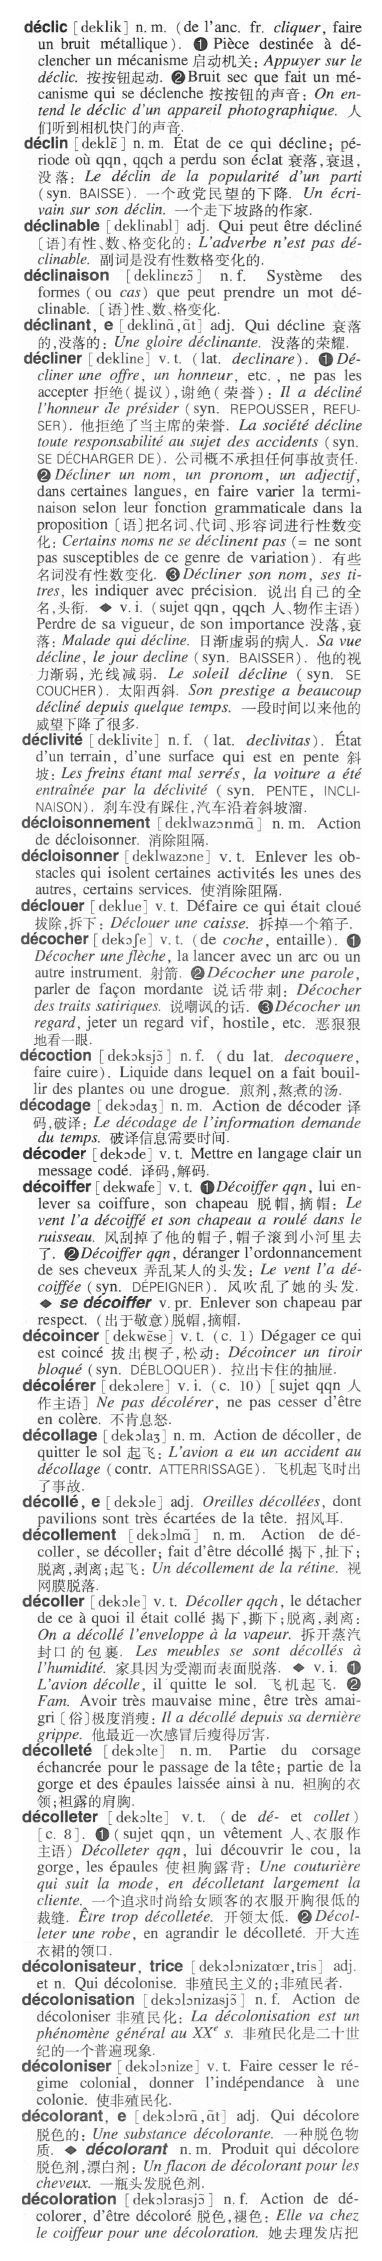 déclic [deklik] n. m. (de l'anc. fr. cliquer, faire
un bruit métallique). ❶ Pièce destinée à dé-
clencher un mécanisme 启动机关: Appuyer sur le
déclic. 按按钮起动. ❷ Bruit sec que fait un mé-
canisme qui se déclenche 按按钮的声音: On en-
tend le déclic d'un appareil photographique. 人
们听到相机快门的声音.
déclin [deklɛ̃] n. m. État de ce qui décline; pé-
riode où qqn, qqch a perdu son éclat 衰落,衰退,
没落: Le déclin de la popularité d'un parti
(syn. BAISSE). 一个政党民望的下降. Un écri-
vain sur son déclin. 一个走下坡路的作家.
déclinable [deklinabl] adj. Qui peut être décliné
〔语〕有性、数、格变化的: L'adverbe n'est pas dé-
clinable. 副词是没有性数格变化的.
déclinaison [deklinɛzɔ̃] n. f. Système des
formes (ou cas) que peut prendre un mot dé-
clinable. 〔语〕性、数、格变化.
déclinant, e [deklinɑ̃,ɑ̃t] adj. Qui décline 衰落
的,没落的: Une gloire déclinante. 没落的荣耀.
décliner [dekline] v. t. (lat. declinare). ❶ Dé-
cliner une offre, un honneur, etc., ne pas les
accepter 拒绝(提议),谢绝(荣誉): Il a décliné
l'honneur de présider (syn. REPOUSSER, REFU-
SER). 他拒绝了当主席的荣誉. La société décline
toute responsabilité au sujet des accidents (syn.
SE DÉCHARGER DE). 公司概不承担任何事故责任.
❷ Décliner un nom, un pronom, un adjectif,
dans certaines langues, en faire varier la termi-
naison selon leur fonction grammaticale dans la
proposition 〔语〕把名词、代词、形容词进行性数变
化: Certains noms ne se déclinent pas (= ne sont
pas susceptibles de ce genre de variation). 有些
名词没有性数变化. ❸ Décliner son nom, ses ti-
tres, les indiquer avec précision. 说出自己的全
名,头衔. ◆ v. i. (sujet qqn, qqch 人、物作主语)
Perdre de sa vigueur, de son importance 没落,衰
落: Malade qui décline. 日渐虚弱的病人. Sa vue
décline, le jour decline (syn. BAISSER). 他的视
力渐弱,光线减弱. Le soleil décline (syn. SE
COUCHER). 太阳西斜. Son prestige a beaucoup
décliné depuis quelque temps. 一段时间以来他的
威望下降了很多.
déclivité [deklivite] n. f. (lat. declivitas). État
d'un terrain, d'une surface qui est en pente 斜
坡: Les freins étant mal serrés, la voiture a été
entraînée par la déclivité (syn. PENTE, INCLI-
NAISON). 刹车没有踩住,汽车沿着斜坡溜.
décloisonnement [deklwazɔnmɑ̃] n. m. Action
de décloisonner. 消除阻隔.
décloisonner [deklwazɔne] v. t. Enlever les ob-
stacles qui isolent certaines activités les unes des
autres, certains services. 使消除阻隔.
déclouer [deklue] v. t. Défaire ce qui était cloué
拔除,拆下: Déclouer une caisse. 拆掉一个箱子.
décocher [dekɔʃe] v. t. (de coche, entaille). ❶
Décocher une flèche, la lancer avec un arc ou un
autre instrument. 射箭. ❷ Décocher une parole,
parler de façon mordante 说话带刺: Décocher
des traits satiriques. 说嘲讽的话. ❸ Décocher un
regard, jeter un regard vif, hostile, etc. 恶狠狠
地看一眼.
décoction [dekɔksjɔ̃] n. f. (du lat. decoquere,
faire cuire). Liquide dans lequel on a fait bouil-
lir des plantes ou une drogue. 煎剂,熬煮的汤.
décodage [dekɔdaʒ] n. m. Action de décoder 译
码,破译: Le décodage de l'information demande
du temps. 破译信息需要时间.
décoder [dekɔde] v. t. Mettre en langage clair un
message codé. 译码,解码.
décoiffer [dekwafe] v. t. ❶ Décoiffer qqn, lui en-
lever sa coiffure, son chapeau 脱帽,摘帽: Le
vent l'a décoiffé et son chapeau a roulé dans le
ruisseau. 风刮掉了他的帽子,帽子滚到小河里去
了. ❷ Décoiffer qqn, déranger l'ordonnancement
de ses cheveux 弄乱某人的头发: Le vent l'a dé-
coiffée (syn. DÉPEIGNER). 风吹乱了她的头发.
◆ se décoiffer v. pr. Enlever son chapeau par
respect. (出于敬意)脱帽,摘帽.
décoincer [dekwɛ̃se] v. t. (c. 1) Dégager ce qui
est coincé 拔出楔子,松动: Décoincer un tiroir
bloqué (syn. DÉBLOQUER). 拉出卡住的抽屉.
décolérer [dekɔlere] v. i. (c. 10) [sujet qqn 人
作主语] Ne pas décolérer, ne pas cesser d'être
en colère. 不肯息怒.
décollage [dekɔlaʒ] n. m. Action de décoller, de
quitter le sol 起飞: L'avion a eu un accident au
décollage (contr. ATTERRISSAGE). 飞机起飞时出
了事故.
décollé, e [dekɔle] adj. Oreilles décollées, dont
pavilions sont très écartées de la tête. 招风耳.
décollement [dekɔlmɑ̃] n. m. Action de dé-
coller, se décoller; fait d'être décollé 揭下,扯下;
脱离,剥离;起飞: Un décollement de la rétine. 视
网膜脱落.
décoller [dekɔle] v. t. Décoller qqch, le détacher
de ce à quoi il était collé 揭下,撕下;脱离,剥离:
On a décollé l'enveloppe à la vapeur. 拆开蒸汽
封口的包裹. Les meubles se sont décollés à
l'humidité. 家具因为受潮而表面脱落. ◆ v. i. ❶
L'avion décolle, il quitte le sol. 飞机起飞. ❷
Fam. Avoir très mauvaise mine, être très amai-
gri [俗]极度消瘦: Il a décollé depuis sa dernière
grippe. 他最近一次感冒后瘦得厉害.
décolleté [dekɔlte] n. m. Partie du corsage
échancrée pour le passage de la tête; partie de la
gorge et des épaules laissée ainsi à nu. 袒胸的衣
领;袒露的肩胸.
décolleter [dekɔlte] v. t. (de dé- et collet)
[c. 8]. ❶ (sujet qqn, un vêtement 人、衣服作
主语) Décolleter qqn, lui découvrir le cou, la
gorge, les épaules 使袒胸露背: Une couturière
qui suit la mode, en décolletant largement la
cliente. 一个追求时尚给女顾客的衣服开胸很低的
裁缝. Être trop décolletée. 开领太低. ❷ Décol-
leter une robe, en agrandir le décolleté. 开大连
衣裙的领口.
décolonisateur, trice [dekɔlɔnizatœr,tris] adj.
et n. Qui décolonise. 非殖民主义的;非殖民者.
décolonisation [dekɔlɔnizasjɔ̃] n. f. Action de
décoloniser 非殖民化: La décolonisation est un
phénomène général au XXᵉ s. 非殖民化是二十世
纪的一个普遍现象.
décoloniser [dekɔlɔnize] v. t. Faire cesser le ré-
gime colonial, donner l'indépendance à une
colonie. 使非殖民化.
décolorant, e [dekɔlɔrɑ̃,ɑ̃t] adj. Qui décolore
脱色的: Une substance décolorante. 一种脱色物
质. ◆ décolorant n. m. Produit qui décolore
脱色剂,漂白剂: Un flacon de décolorant pour les
cheveux. 一瓶头发脱色剂.
décoloration [dekɔlɔrasjɔ̃] n. f. Action de dé-
colorer, d'être décoloré 脱色,褪色: Elle va chez
le coiffeur pour une décoloration. 她去理发店把